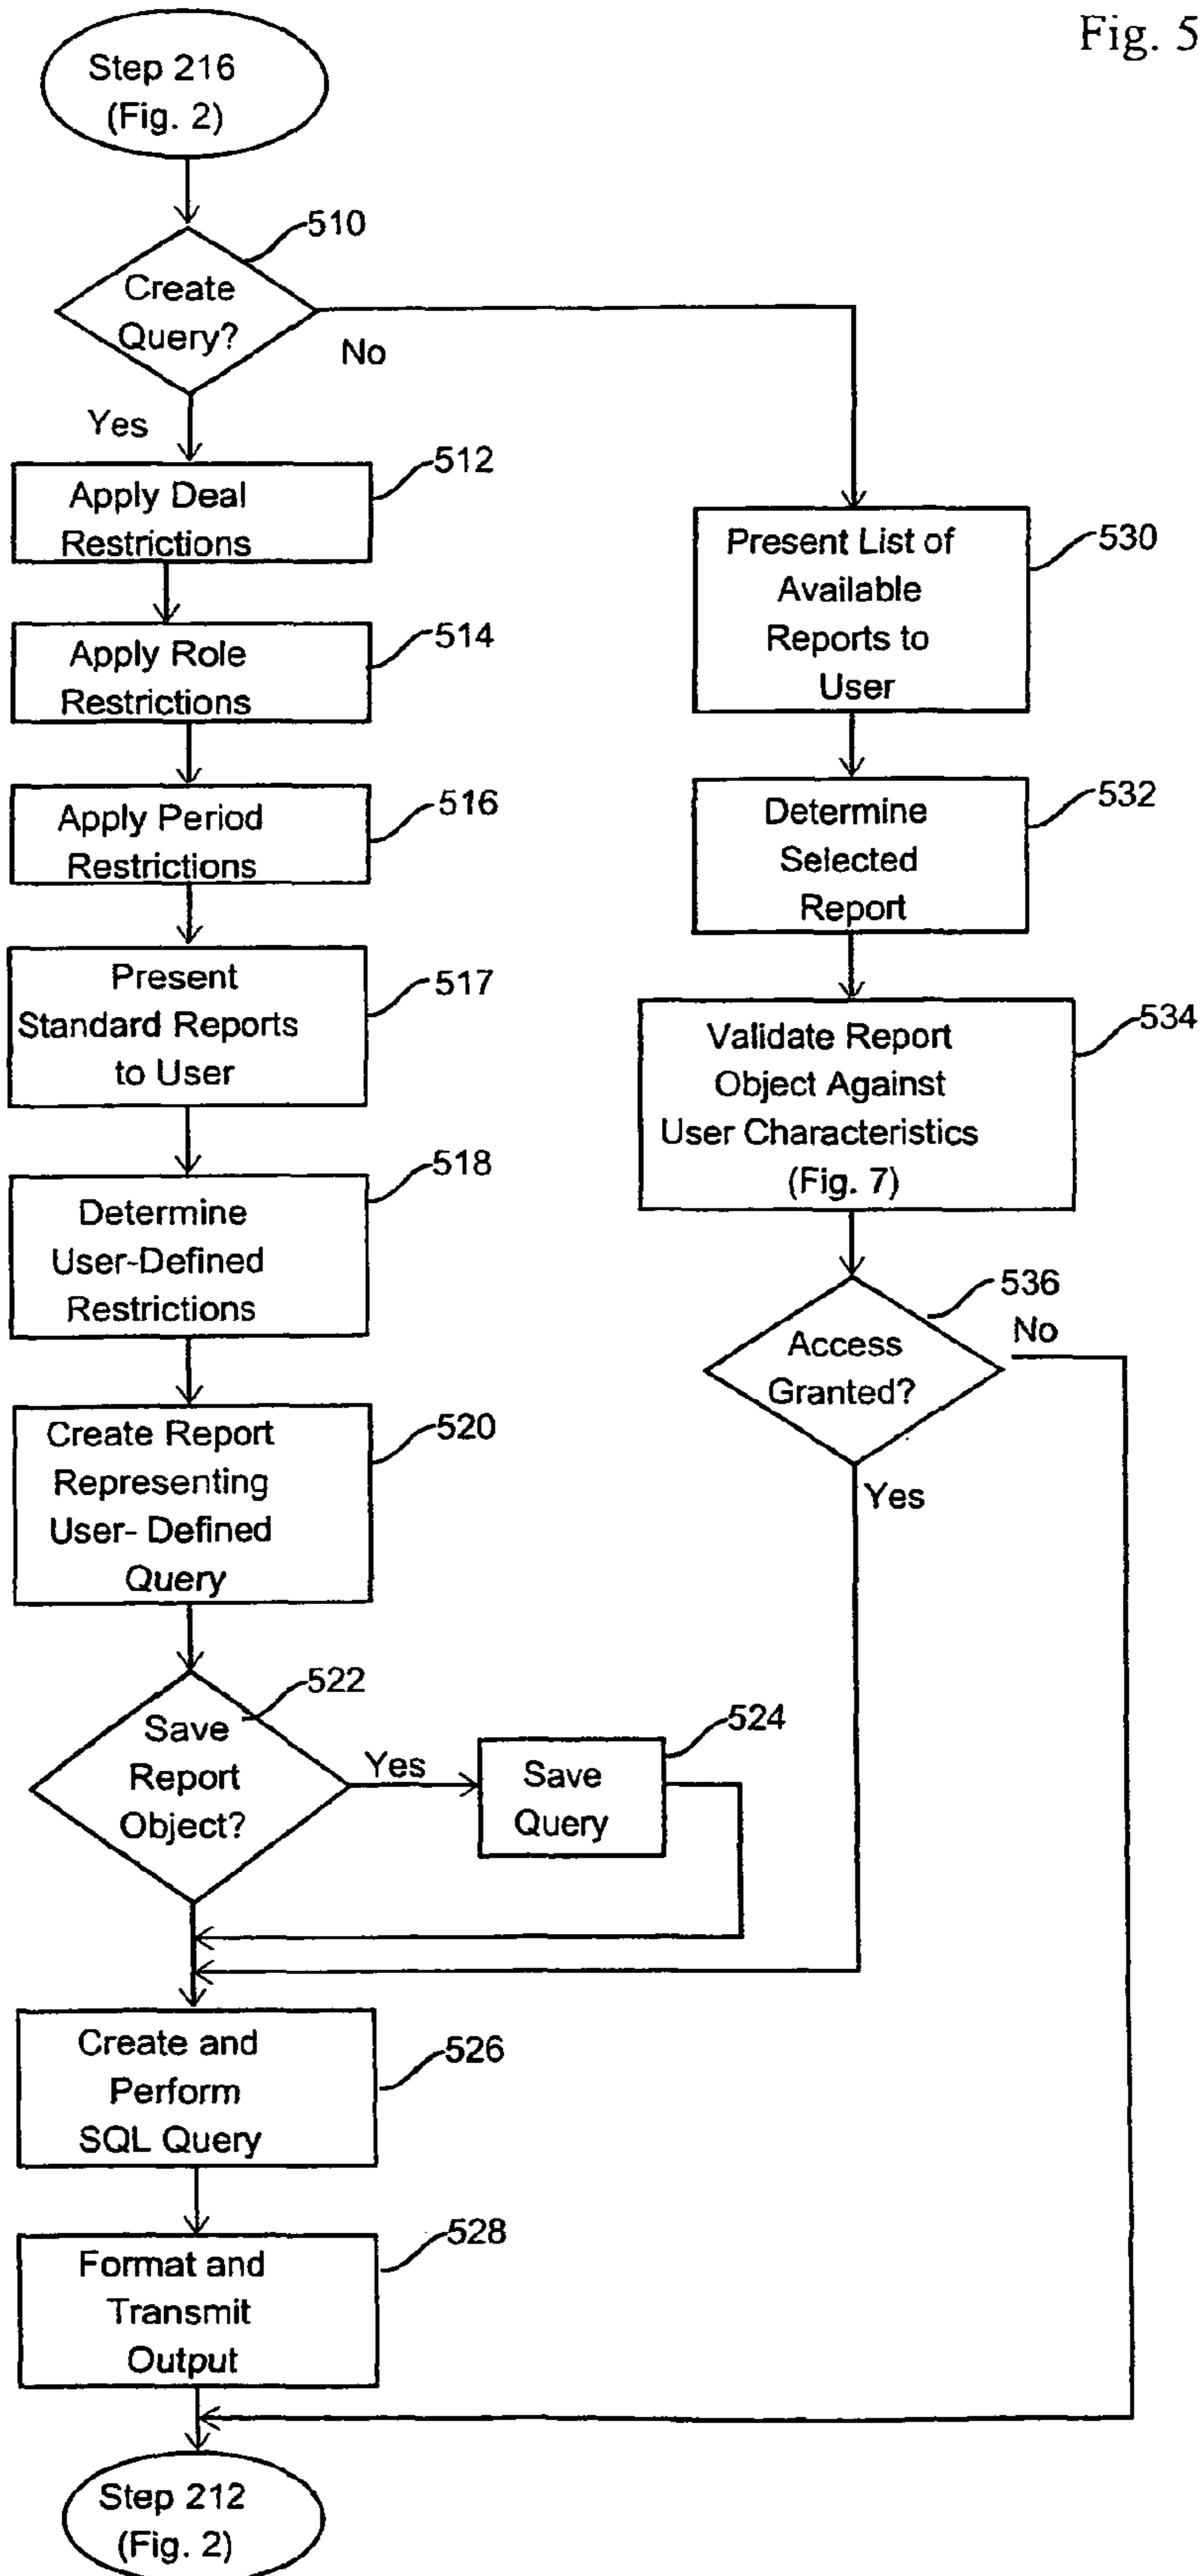 Fig. 5
Step 216
(Fig. 2)
510
Create
Query?
No
Yes
512
Apply Deal
Restrictions
514
Apply Role
Restrictions
516
Apply Period
Restrictions
517
Present
Standard Reports
to User
518
Determine
User-Defined
Restrictions
520
Create Report
Representing
User- Defined
Query
522
Save
Report
Object?
Yes
524
Save
Query
526
Create and
Perform
SQL Query
528
Format and
Transmit
Output
Step 212
(Fig. 2)
530
Present List of
Available
Reports to
User
532
Determine
Selected
Report
534
Validate Report
Object Against
User Characteristics
(Fig. 7)
536
No
Access
Granted?
Yes